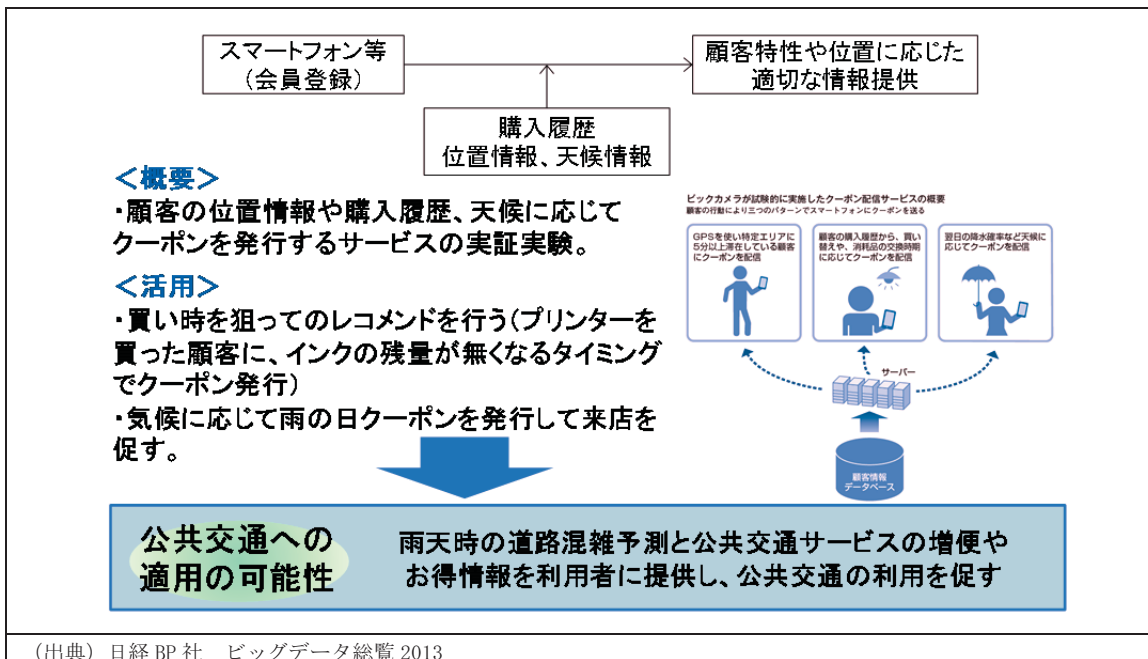 スマートフォン等
（会員登録）
顧客特性や位置に応じた
適切な情報提供
購入履歴
位置情報、天候情報
＜概要＞
・顧客の位置情報や購入履歴、天候に応じて
クーポンを発行するサービスの実証実験。
＜活用＞
・買い時を狙ってのレコメンドを行う（プリンターを
買った顧客に、インクの残量が無くなるタイミング
でクーポン発行）
・気候に応じて雨の日クーポンを発行して来店を
促す。
ビックカメラが試験的に実施したクーポン配信サービスの概要
顧客の行動により三つのパターンでスマートフォンにクーポンを送る
GPSを使い特定エリアに
5分以上滞在している顧客
にクーポンを配信
顧客の購入履歴から、買い
替えや、消耗品の交換時期
に応じてクーポンを配信
翌日の降水確率など天候に
応じてクーポンを配信
サーバー
顧客情報
データベース
公共交通への
適用の可能性
雨天時の道路混雑予測と公共交通サービスの増便や
お得情報を利用者に提供し、公共交通の利用を促す
（出典）日経 BP 社　ビッグデータ総覧 2013